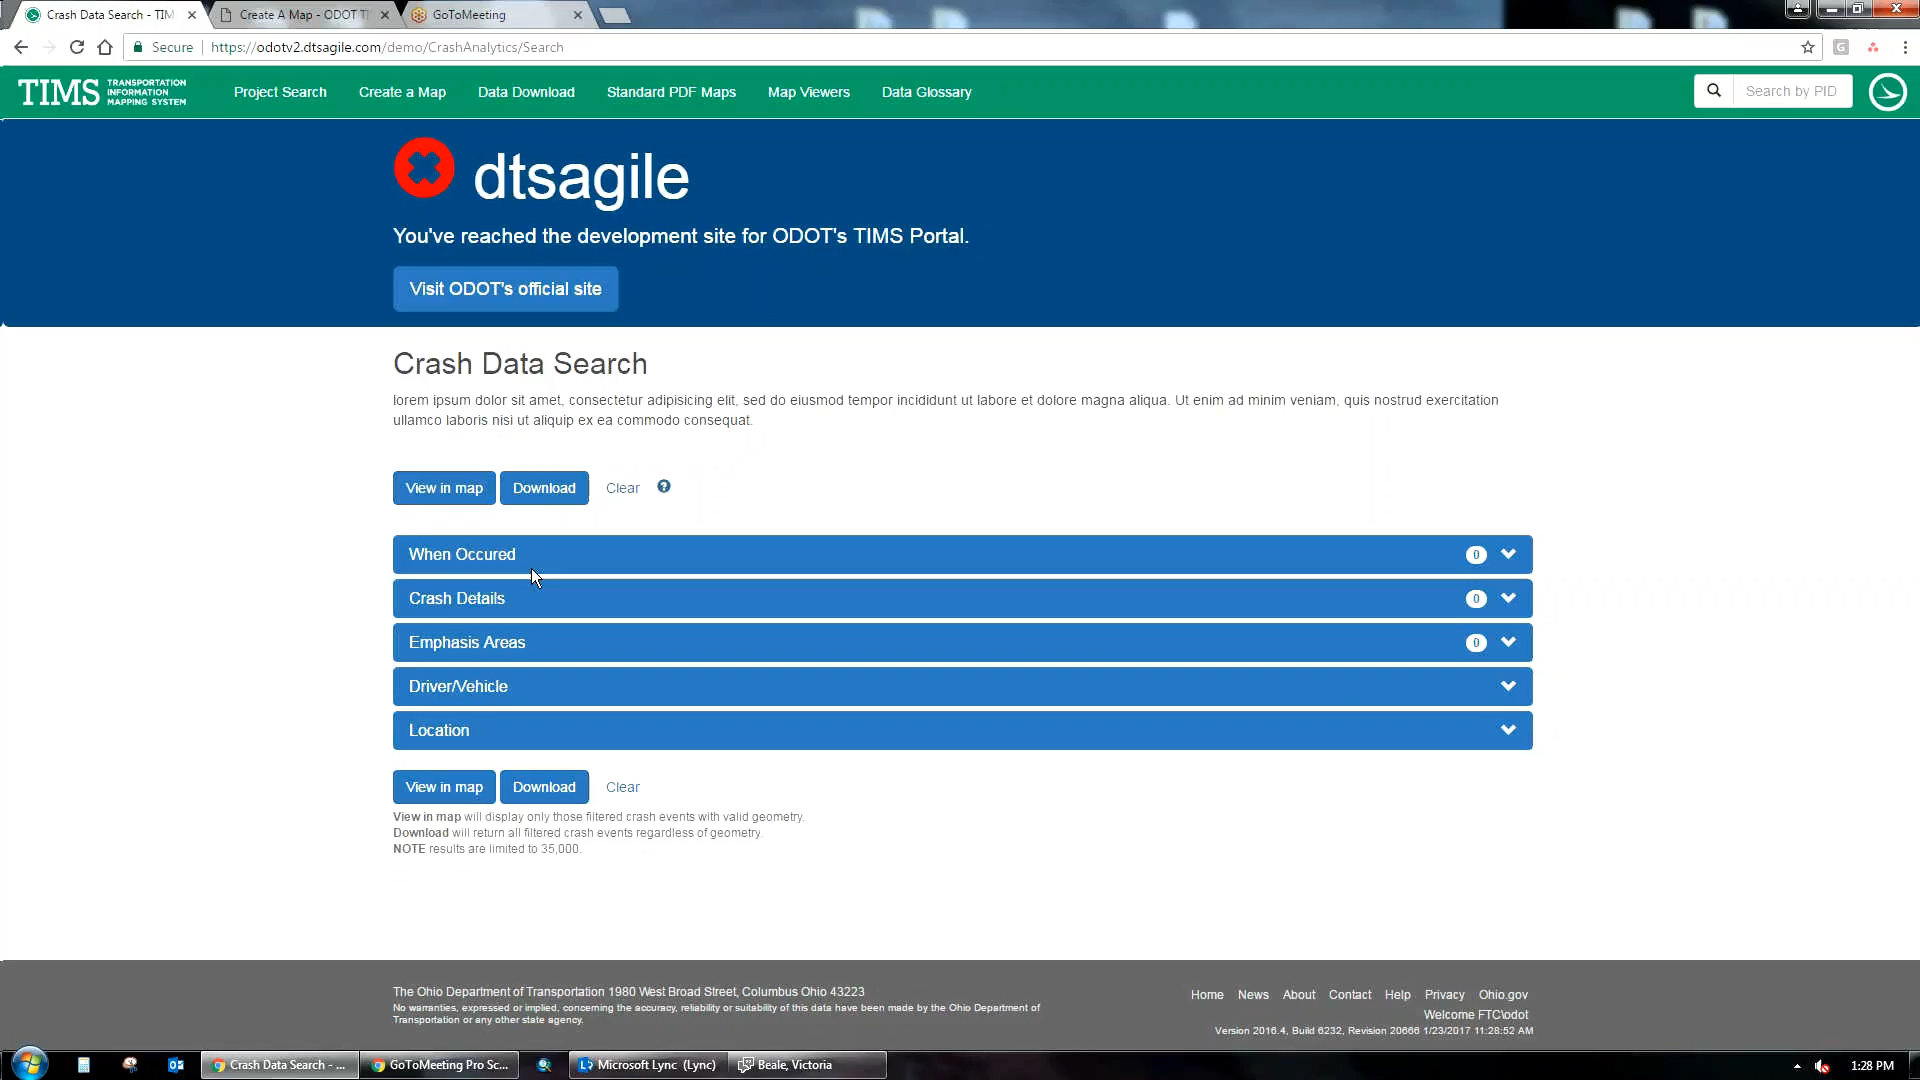 Crash Data Search - TIM
Create A Map - ODOT TI
GoToMeeting
Secure
https://odotv2.dtsagile.com/demo/CrashAnalytics/Search
TIMS TRANSPORTATION
INFORMATION
MAPPING SYSTEM
Project Search
Create a Map
Data Download
Standard PDF Maps
Map Viewers
Data Glossary
Search by PID
dtsagile
You've reached the development site for ODOT's TIMS Portal.
Visit ODOT's official site
Crash Data Search
lorem ipsum dolor sit amet, consectetur adipisicing elit, sed do eiusmod tempor incididunt ut labore et dolore magna aliqua. Ut enim ad minim veniam, quis nostrud exercitation
ullamco laboris nisi ut aliquip ex ea commodo consequat.
View in map
Download
Clear
?
When Occured
0
Crash Details
0
Emphasis Areas
0
Driver/Vehicle
Location
View in map
Download
Clear
View in map will display only those filtered crash events with valid geometry.
Download will return all filtered crash events regardless of geometry.
NOTE results are limited to 35,000.
The Ohio Department of Transportation 1980 West Broad Street, Columbus Ohio 43223
No warranties, expressed or implied, concerning the accuracy, reliability or suitability of this data have been made by the Ohio Department of
Transportation or any other state agency.
Home
News
About
Contact
Help
Privacy
Ohio.gov
Welcome FTC\odot
Version 2016.4, Build 6232, Revision 20666 1/23/2017 11:28:52 AM
Crash Data Search - ...
GoToMeeting Pro Sc...
Microsoft Lync (Lync)
Beale, Victoria
1:28 PM